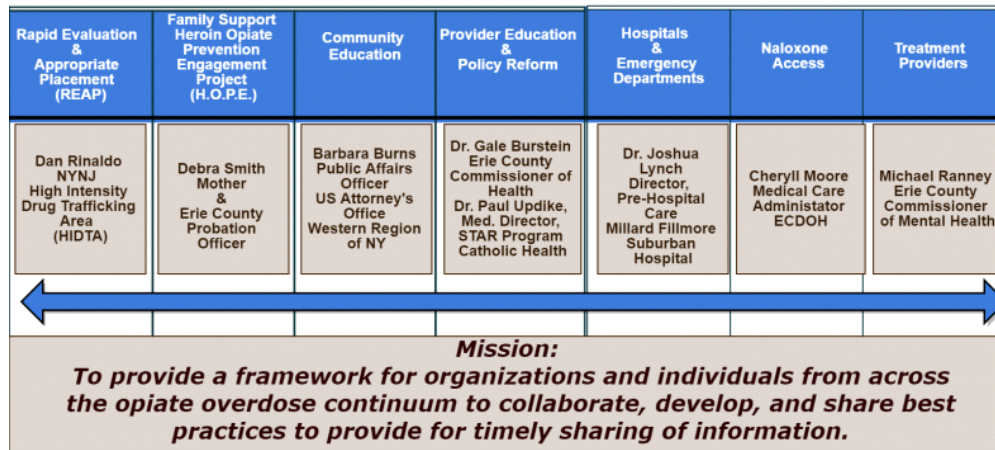 Rapid Evaluation
&
Appropriate
Placement
(REAP)
Family Support
Heroin Opiate
Prevention
Engagement
Project
(H.O.P.E.)
Community
Education
Provider Education
&
Policy Reform
Hospitals
&
Emergency
Departments
Naloxone
Access
Treatment
Providers
Dan Rinaldo
NYNJ
High Intensity
Drug Trafficking
Area
(HIDTA)
Debra Smith
Mother
&
Erie County
Probation
Officer
Barbara Burns
Public Affairs
Officer
US Attorney's
Office
Western Region
of NY
Dr. Gale Burstein
Erie County
Commissioner of
Health
Dr. Paul Updike,
Med. Director,
STAR Program
Catholic Health
Dr. Joshua
Lynch
Director,
Pre-Hospital
Care
Millard Fillmore
Suburban
Hospital
Cheryll Moore
Medical Care
Administator
ECDOH
Michael Ranney
Erie County
Commissioner
of Mental Health
Mission:
To provide a framework for organizations and individuals from across
the opiate overdose continuum to collaborate, develop, and share best
practices to provide for timely sharing of information.